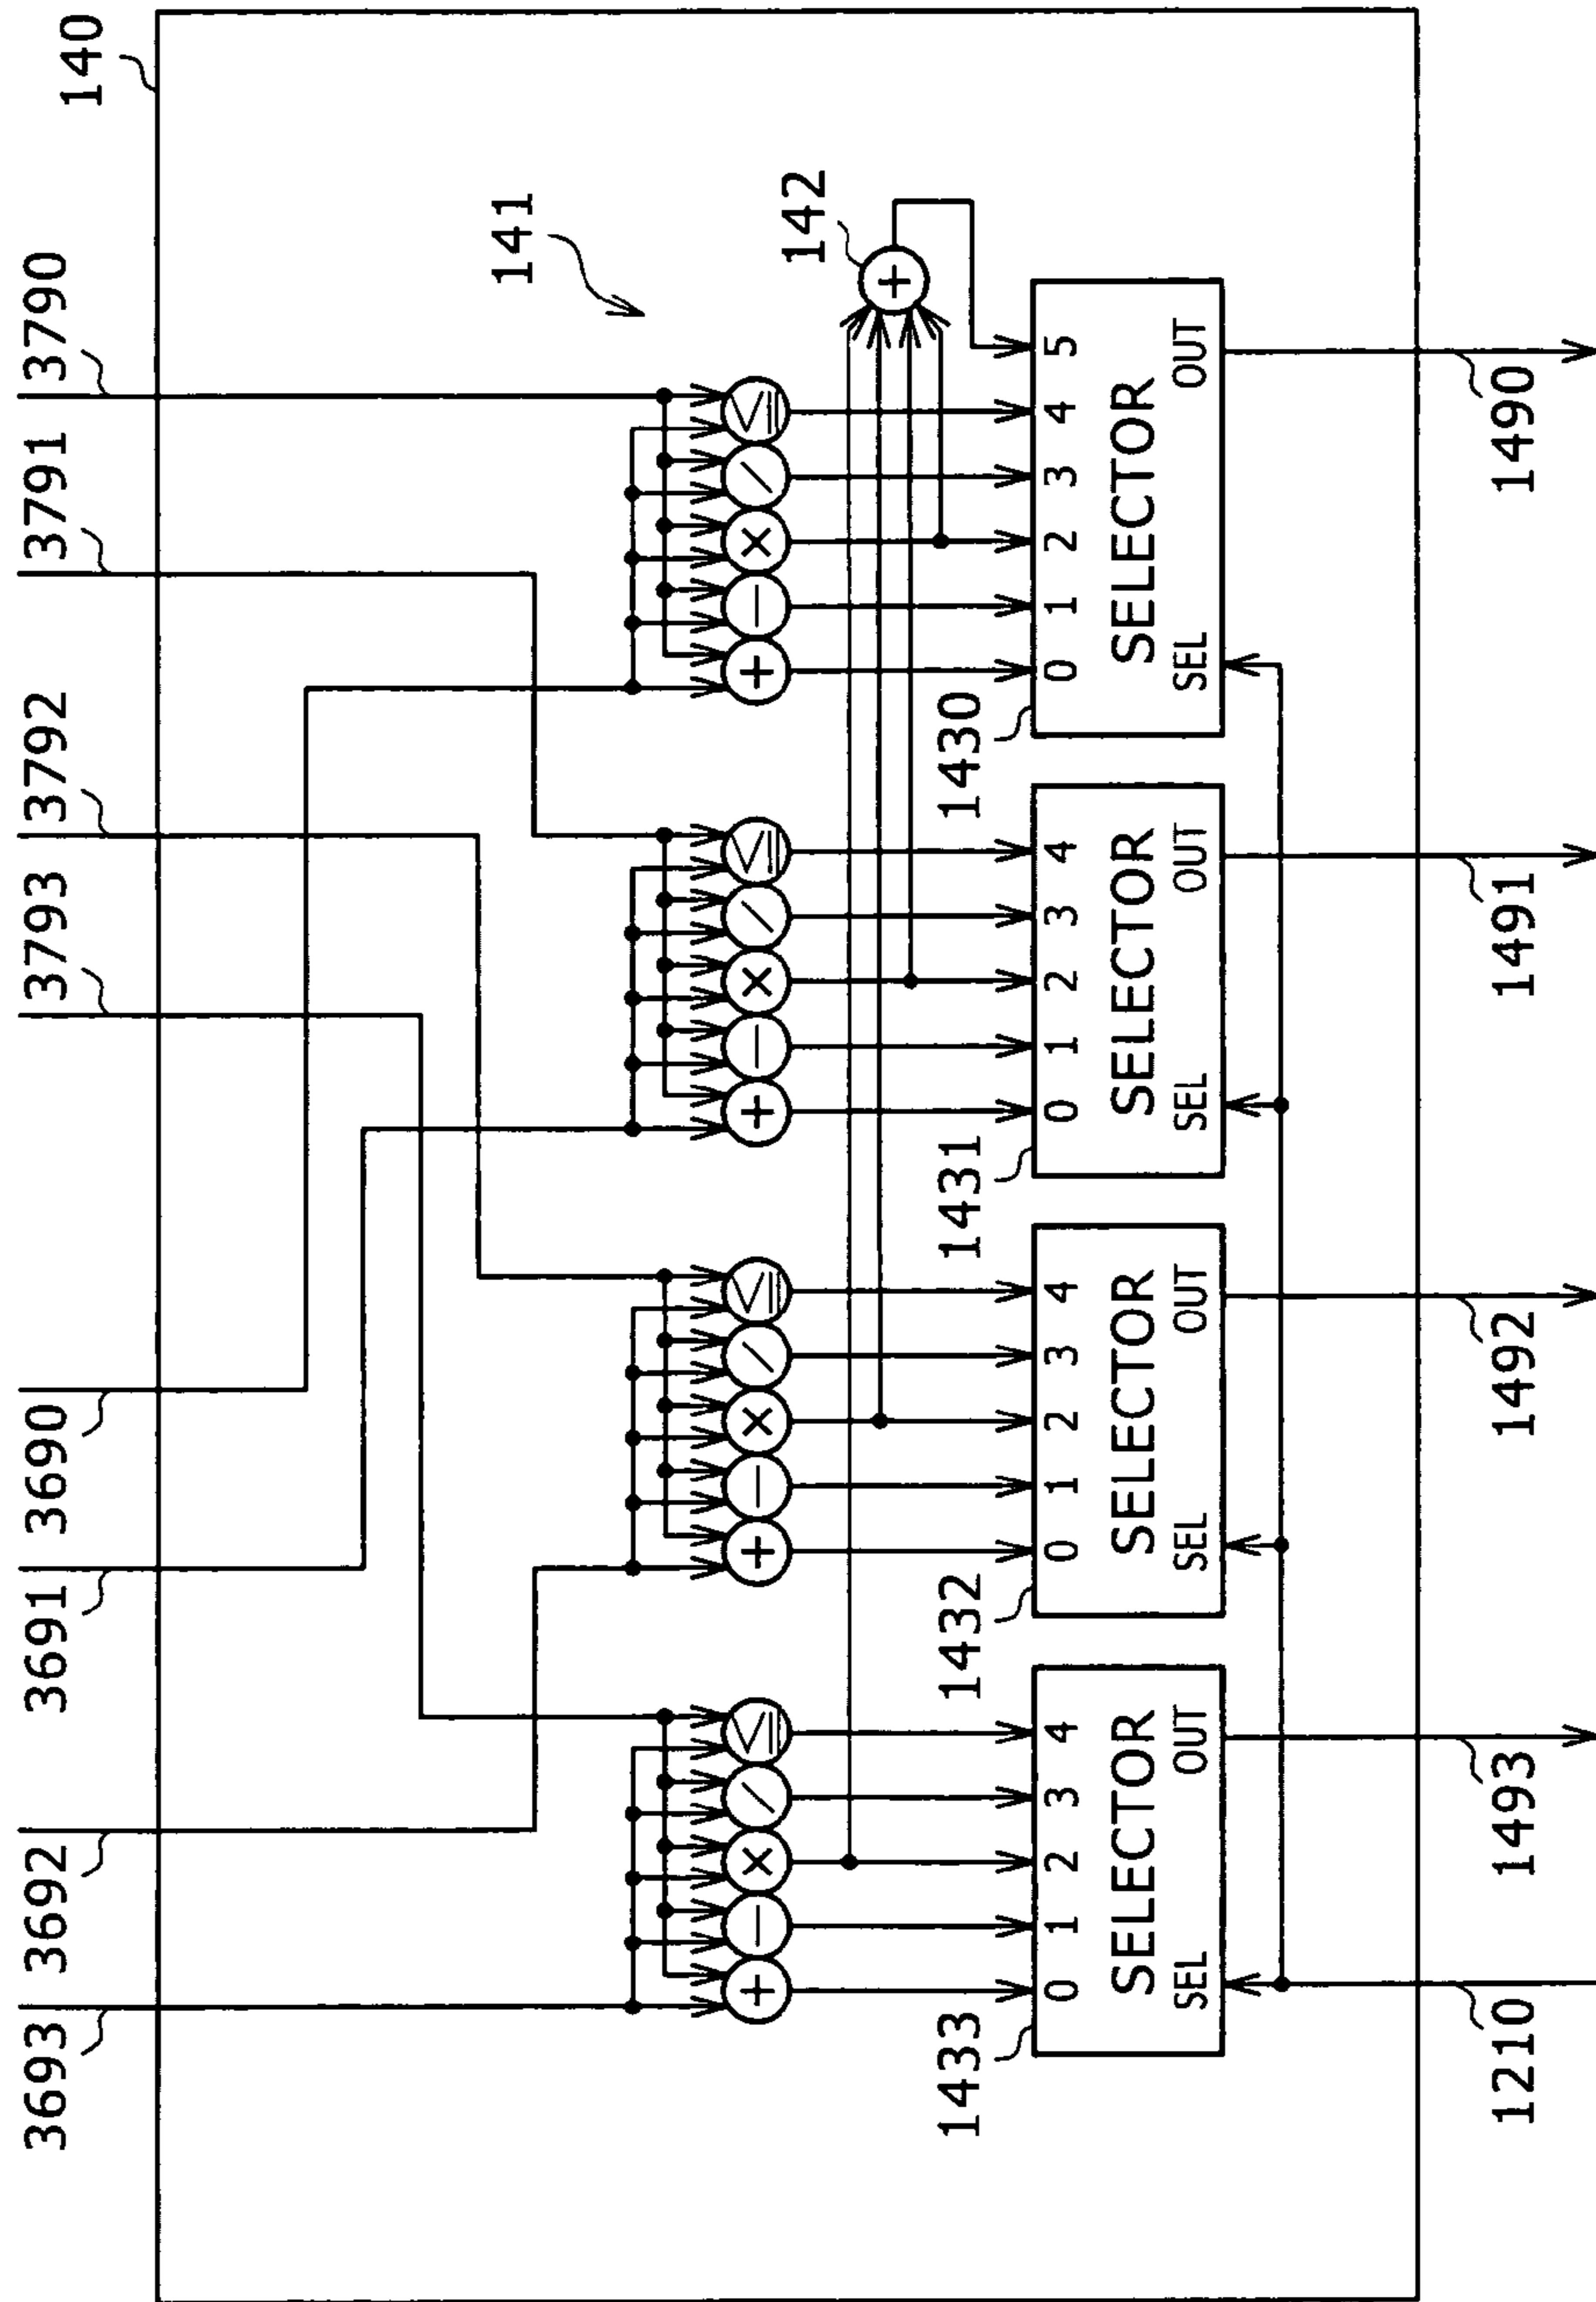 3693 3692 3691 3690 3793 3792 3791 3790
140
141
+ − × / ≦ + − × / ≦ + − × / ≦ + − × / ≦
142
+
1433 1432 1431 1430
0 1 2 3 4 0 1 2 3 4 0 1 2 3 4 0 1 2 3 4 5
SELECTOR SELECTOR SELECTOR SELECTOR
SEL OUT SEL OUT SEL OUT SEL OUT
1210 1493 1492 1491 1490